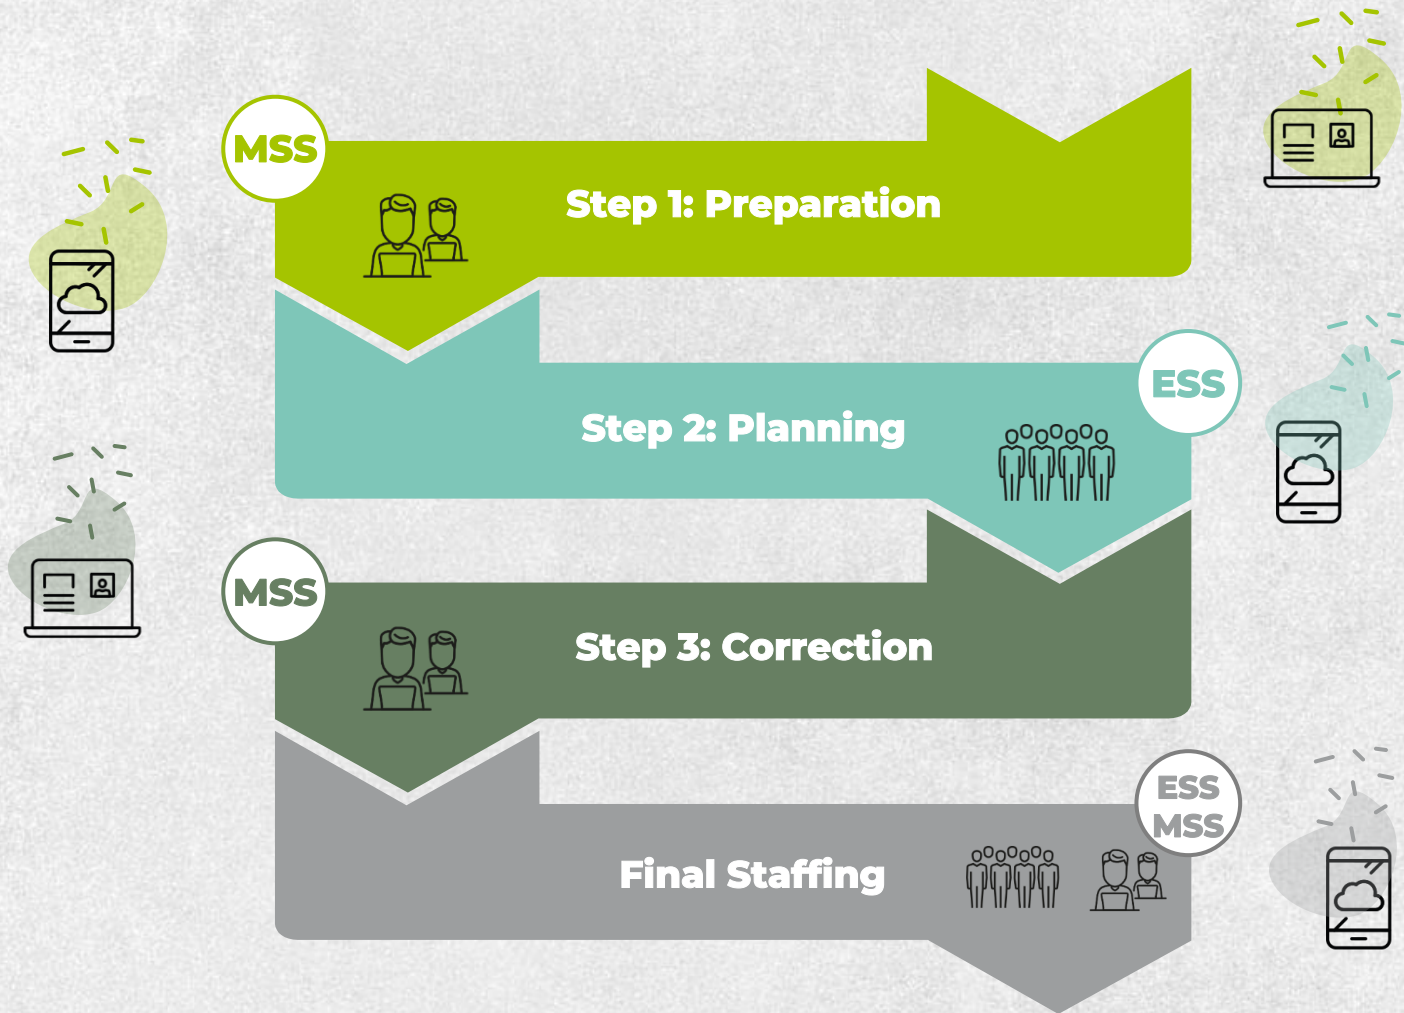 MSS
Step 1: Preparation
ESS
Step 2: Planning
MSS
Step 3: Correction
ESS
MSS
Final Staffing